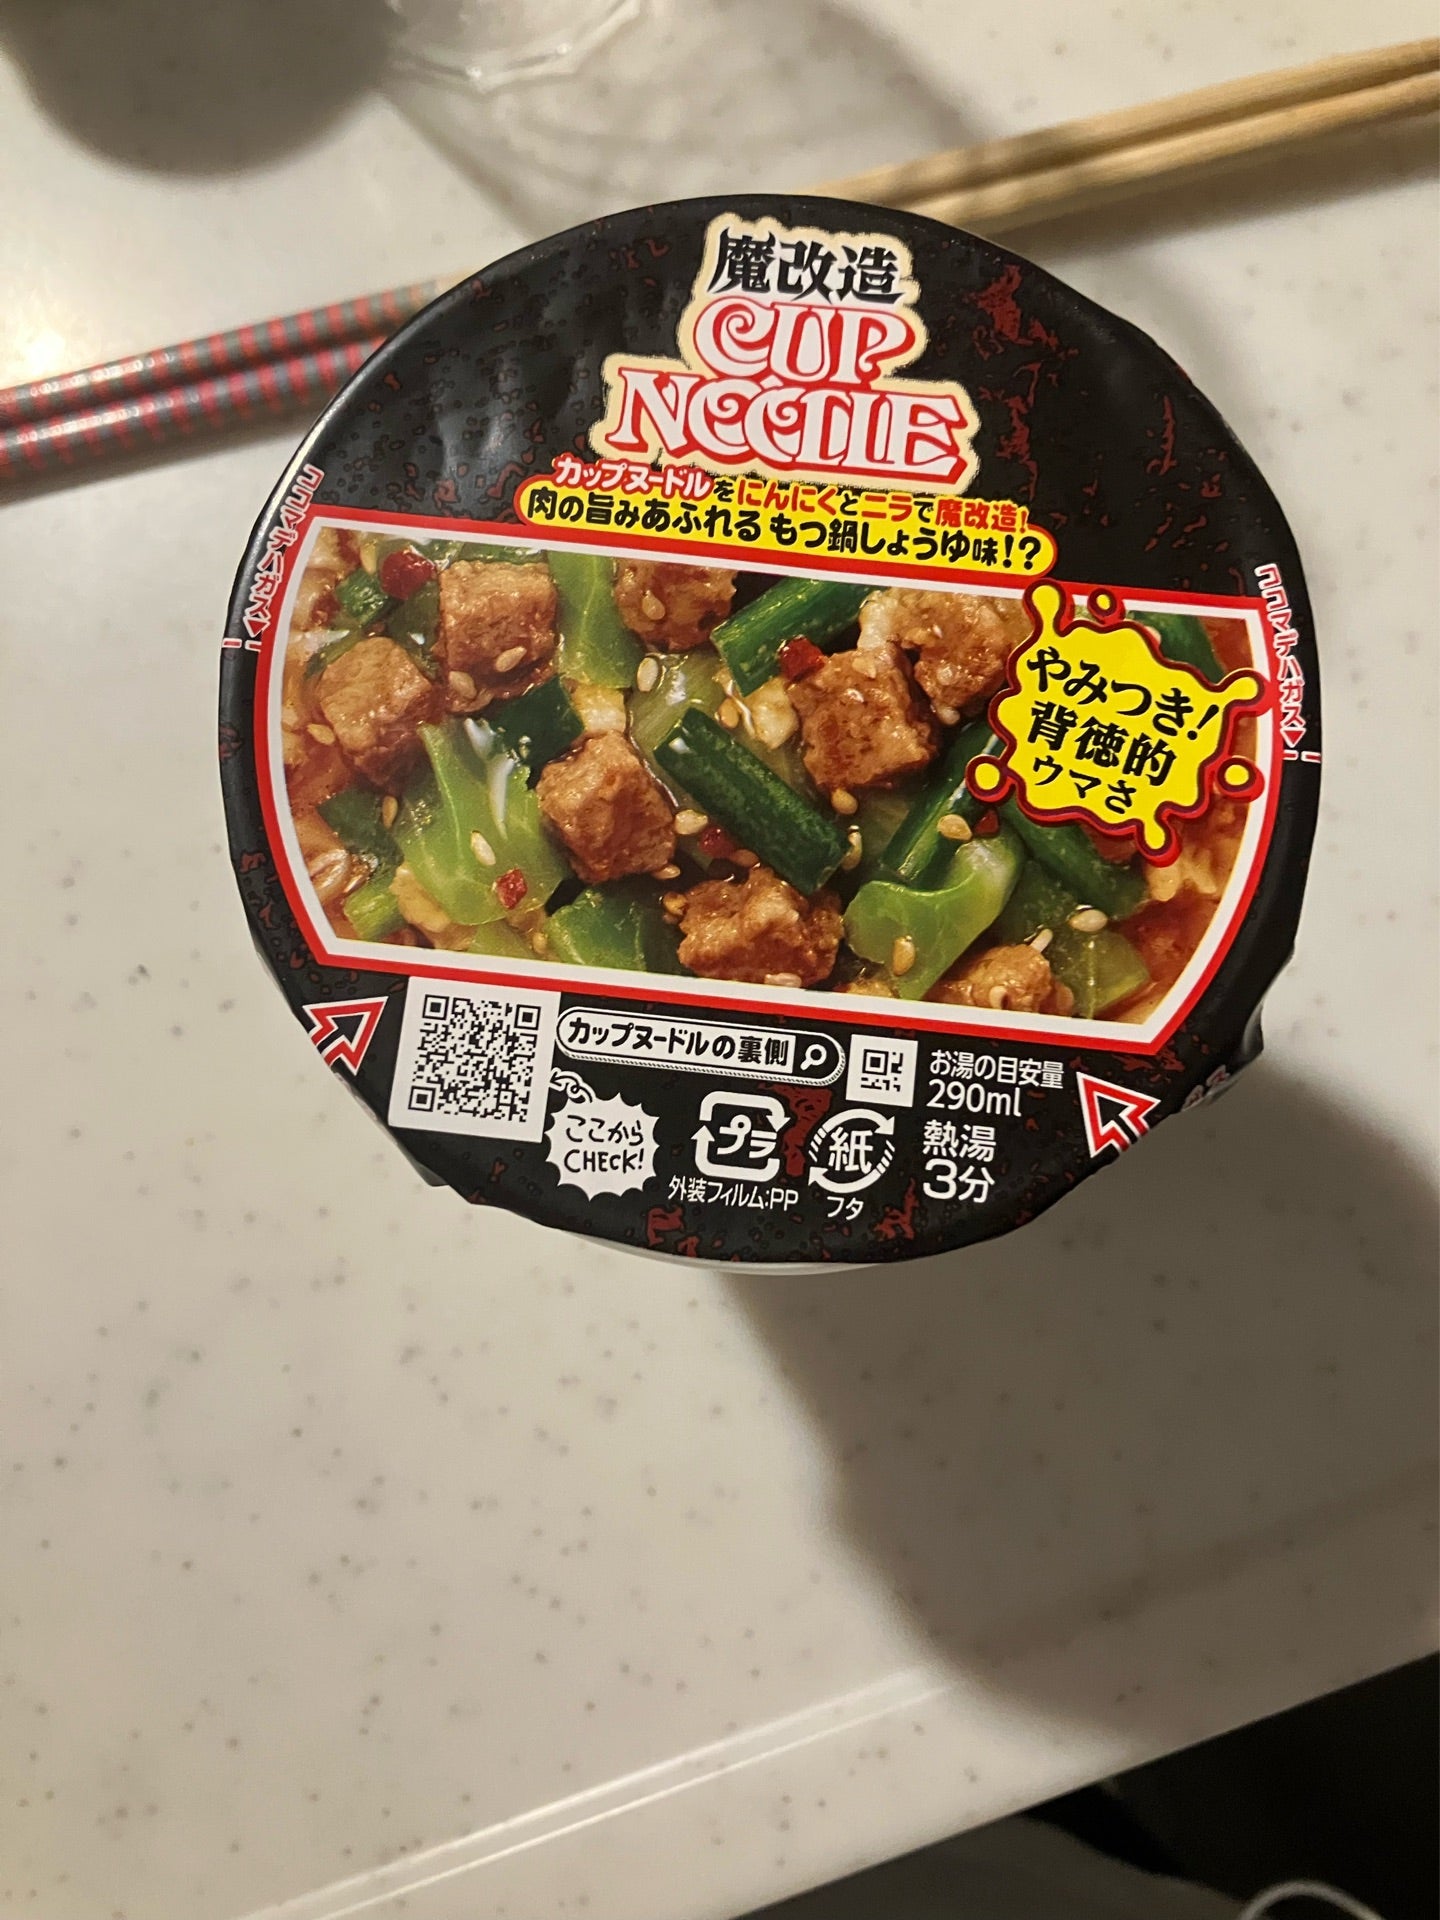 魔改造
CUP
NOODLE
カップヌードルをにんにくとニラで魔改造!
肉の旨みあふれる もつ鍋しょうゆ味!?
ココマデハガス
ココマデハガス
やみつき!
背徳的
ウマさ
カップヌードルの裏側
ここから
CHECK!
プラ
外装フィルム:PP
紙
フタ
お湯の目安量
290ml
熱湯
3分